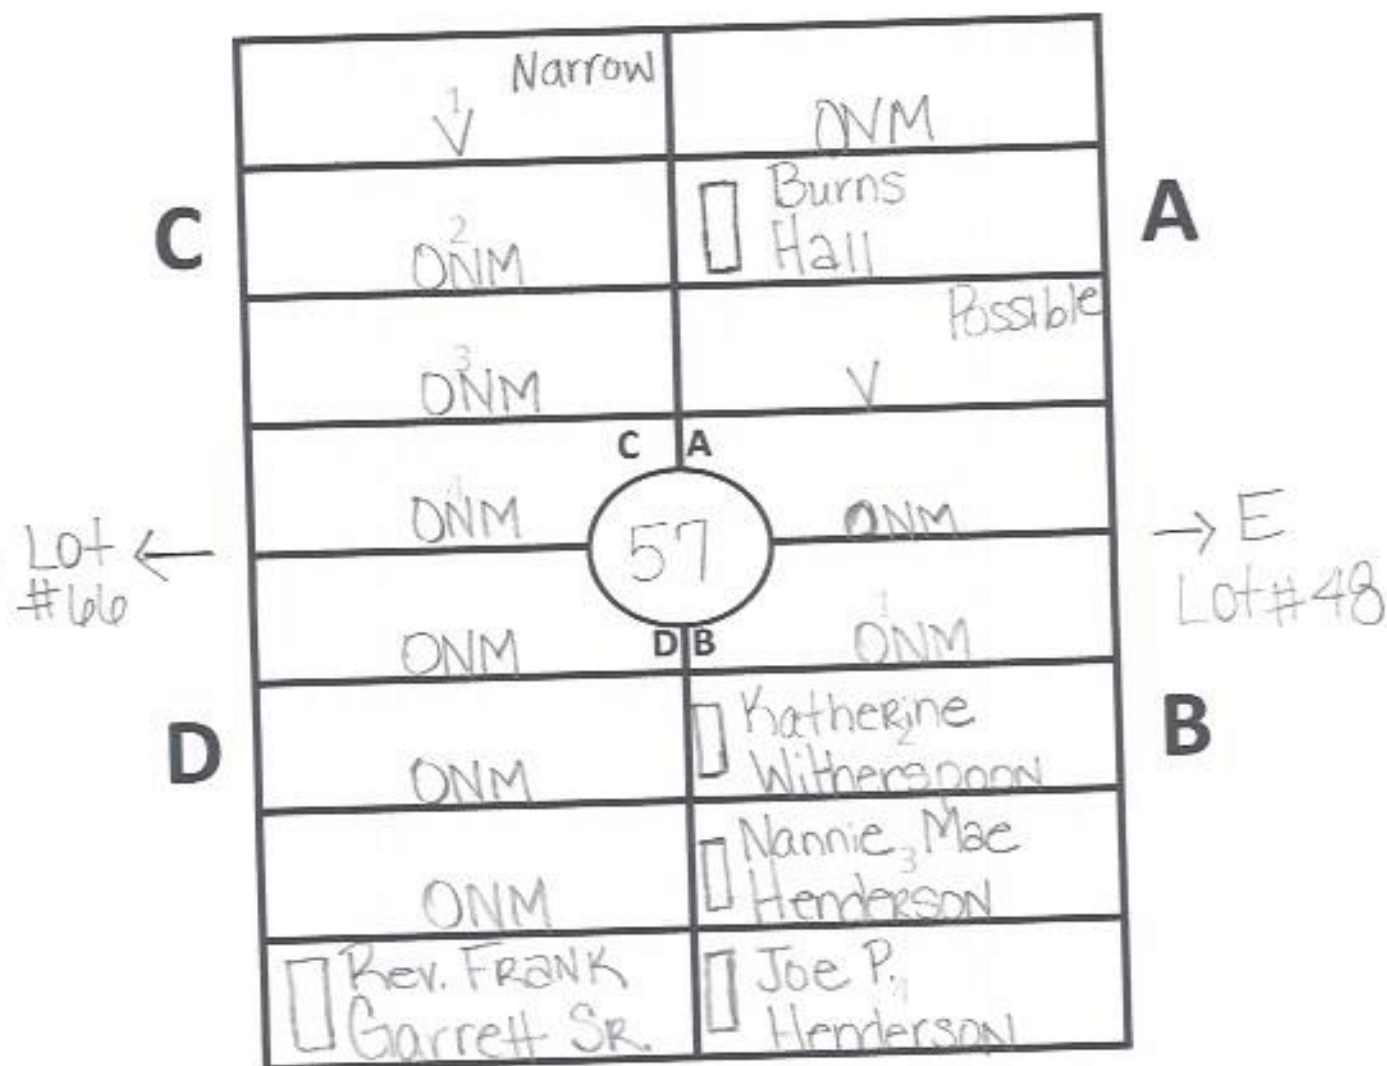 Narrow
1
V
ONM
C
2
ONM
Burns
Hall
A
3
ONM
Possible
V
C A
4
ONM
57
ONM
Lot
#66
E
Lot #48
ONM
D B
1
ONM
D
ONM
Katherine
2
Witherspoon
B
ONM
Nannie Mae
3
Henderson
Rev. Frank
Garrett Sr.
Joe P.
4
Henderson